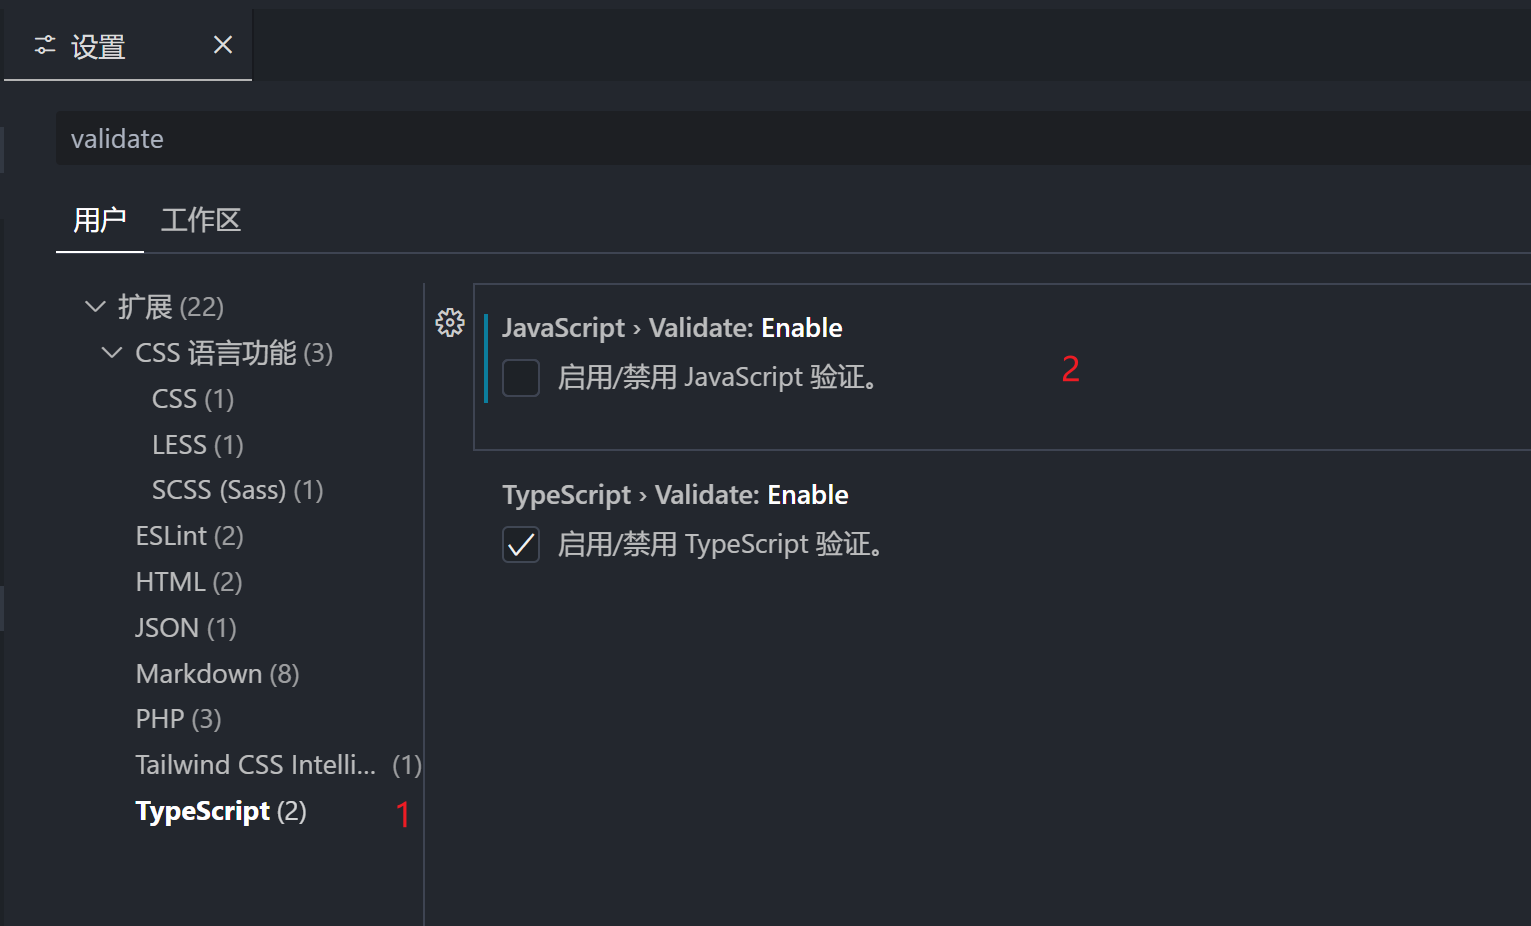 设置
validate
用户 工作区
扩展 (22)
CSS 语言功能 (3)
CSS (1)
LESS (1)
SCSS (Sass) (1)
ESLint (2)
HTML (2)
JSON (1)
Markdown (8)
PHP (3)
Tailwind CSS Intelli... (1)
TypeScript (2) 1
JavaScript › Validate: Enable
启用/禁用 JavaScript 验证。 2
TypeScript › Validate: Enable
启用/禁用 TypeScript 验证。